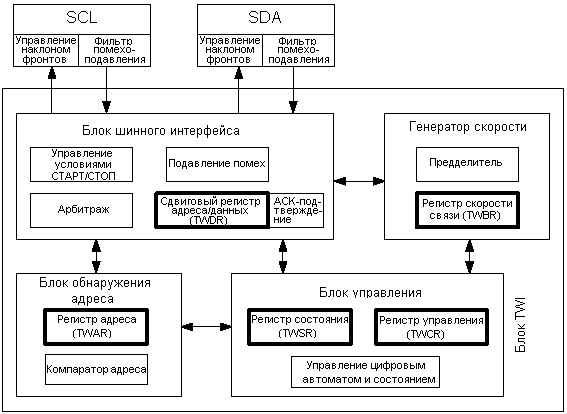 SCL
SDA
Управление
наклоном
фронтов
Фильтр
помехо-
подавления
Управление
наклоном
фронтов
Фильтр
помехо-
подавления
Блок шинного интерфейса
Управление
условиями
СТАРТ/СТОП
Подавление помех
Арбитраж
Сдвиговый регистр
адреса/данных
(TWDR)
АСК-под-
твержде-
ние
Генератор скорости
Предделитель
Регистр скорости
связи (TWBR)
Блок обнаружения
адреса
Регистр адреса
(TWAR)
Компаратор адреса
Блок управления
Регистр состояния
(TWSR)
Регистр управления
(TWCR)
Управление цифровым
автоматом и состоянием
Блок TWI